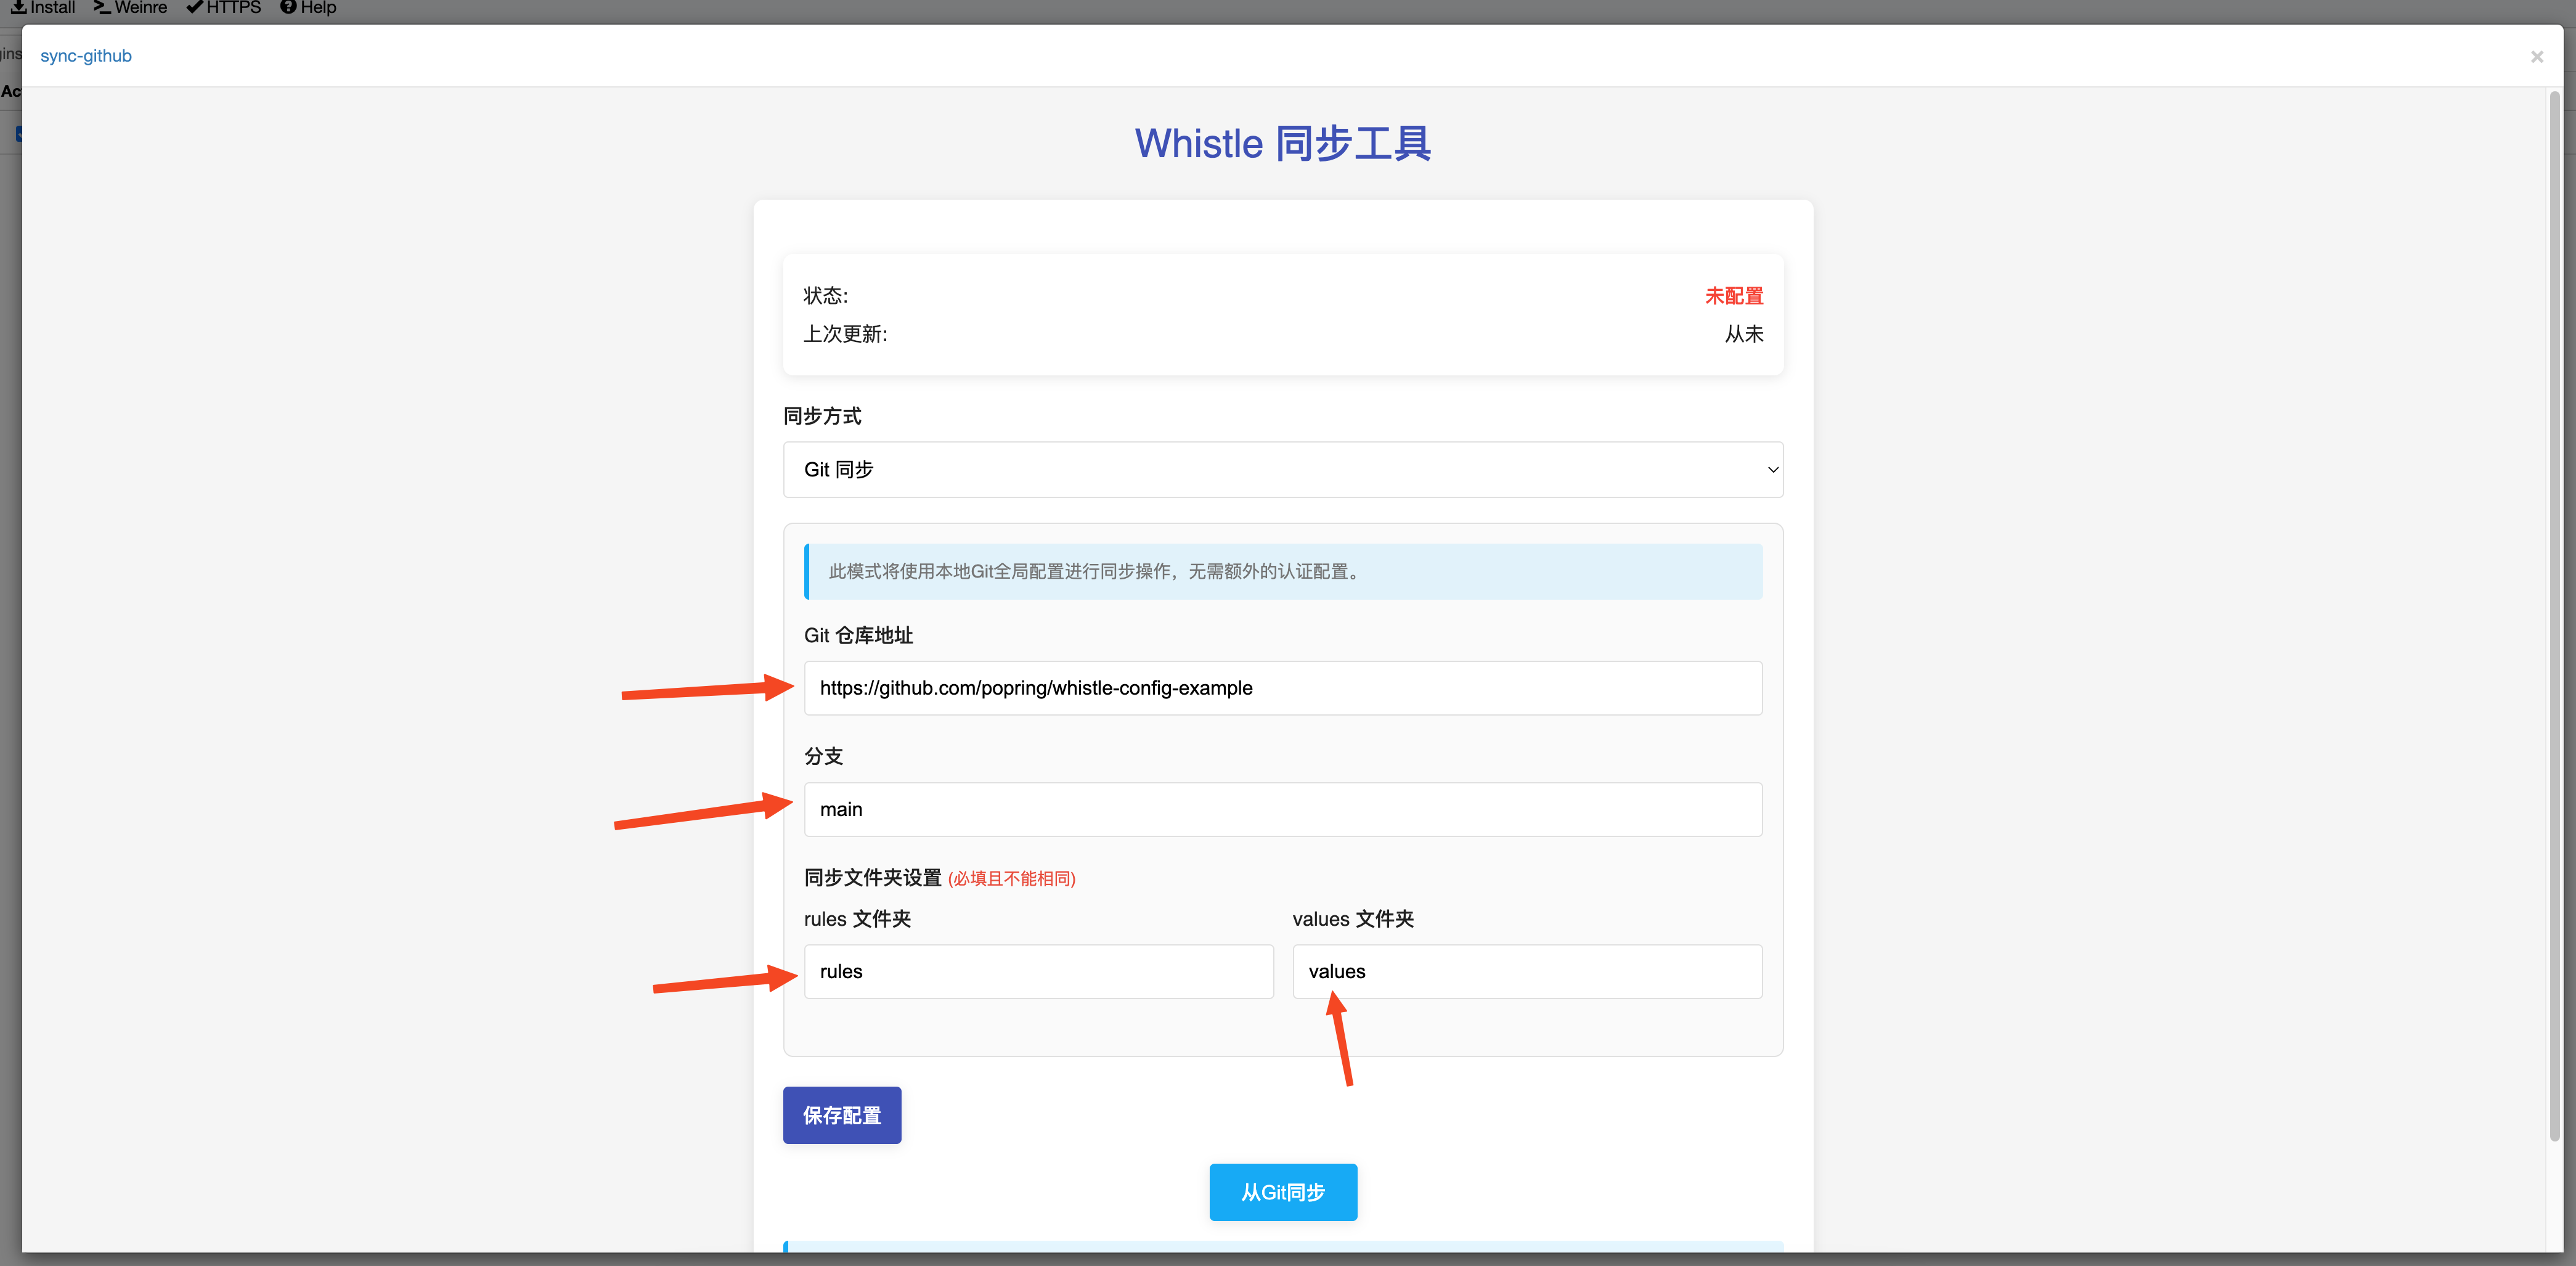 Install Weinre HTTPS Help
sync-github
×
Whistle 同步工具
状态: 未配置
上次更新: 从未
同步方式
Git 同步
此模式将使用本地Git全局配置进行同步操作，无需额外的认证配置。
Git 仓库地址
https://github.com/popring/whistle-config-example
分支
main
同步文件夹设置 (必填且不能相同)
rules 文件夹 values 文件夹
rules values
保存配置
从Git同步